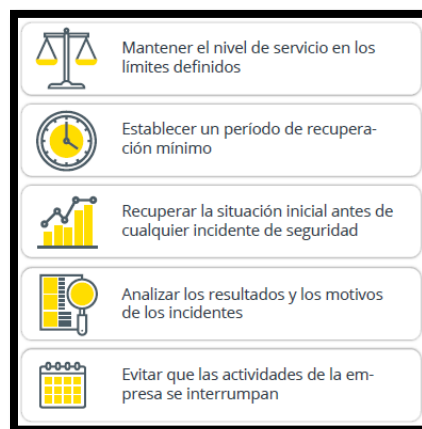 Mantener el nivel de servicio en los
límites definidos
Establecer un período de recupera-
ción mínimo
Recuperar la situación inicial antes de
cualquier incidente de seguridad
Analizar los resultados y los motivos
de los incidentes
Evitar que las actividades de la em-
presa se interrumpan